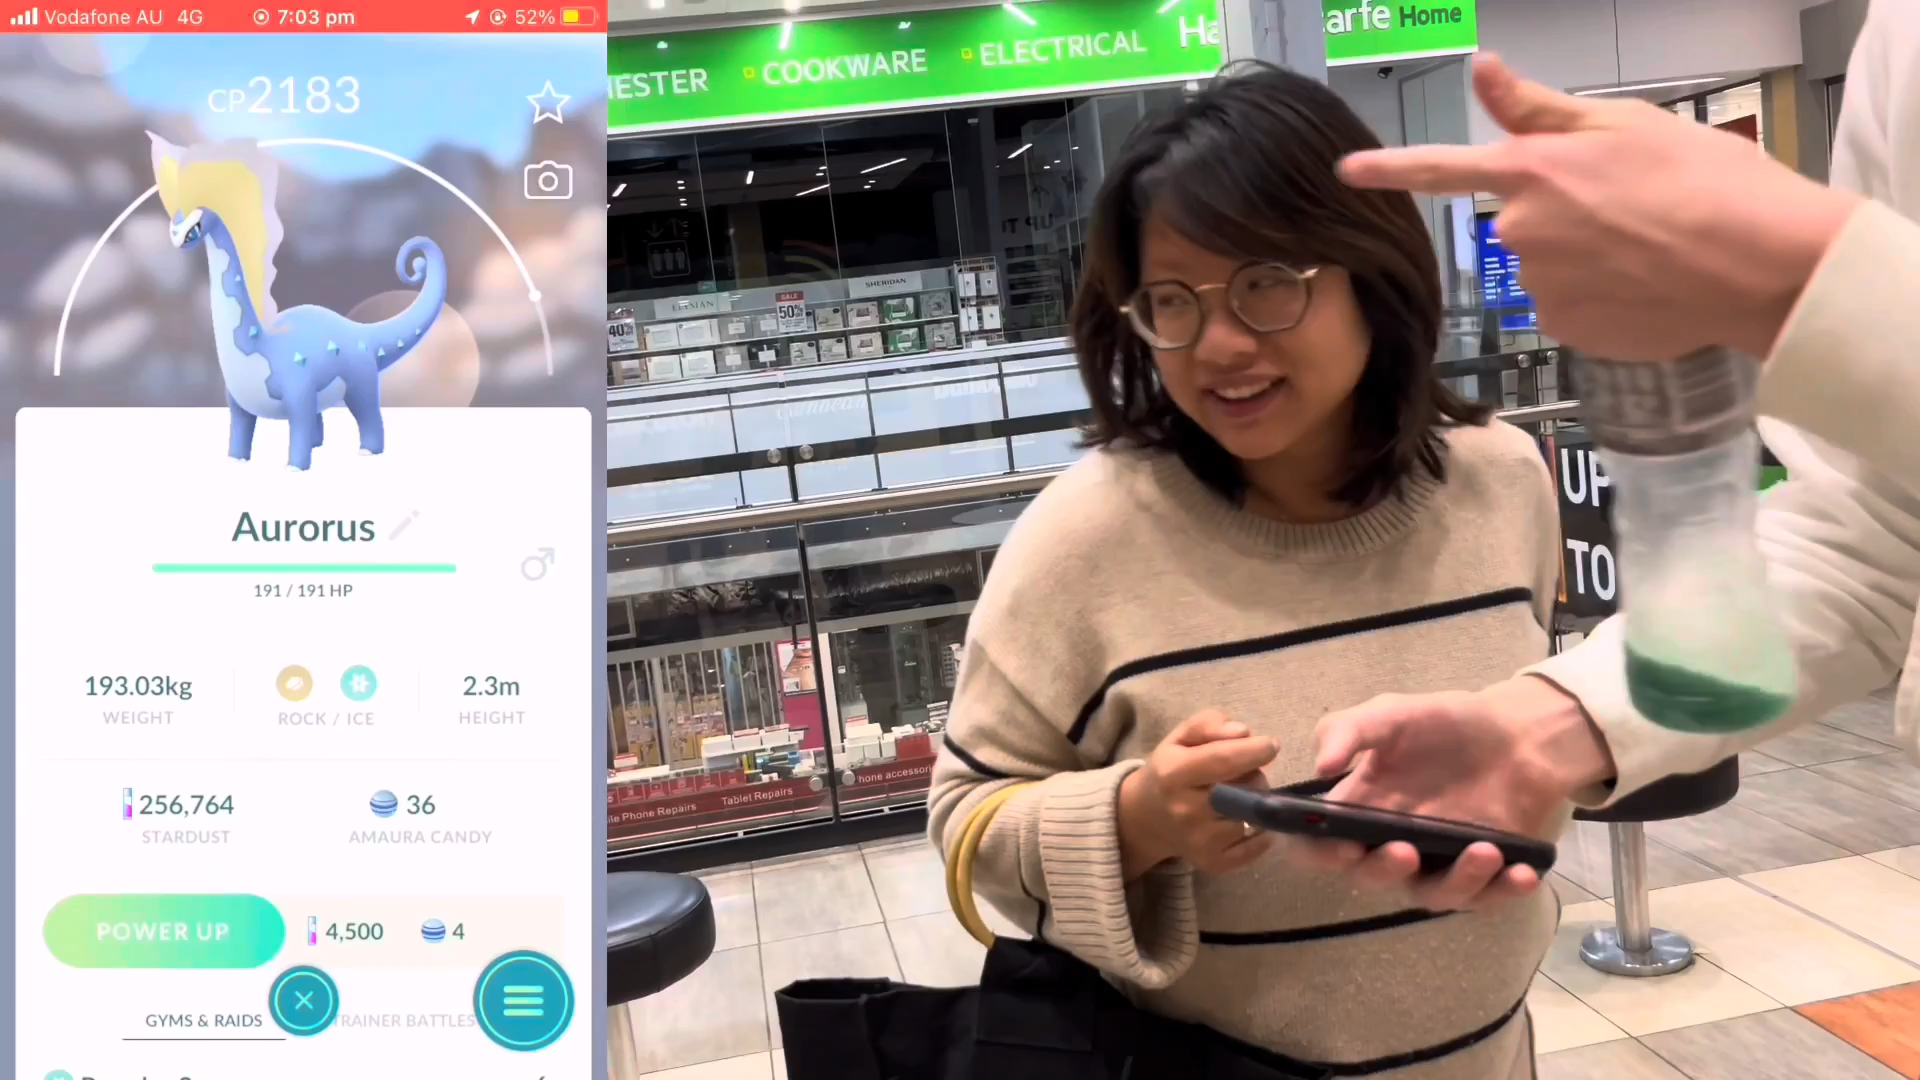 Vodafone AU 4G 7:03 pm 52%
CP2183
Aurorus
191 / 191 HP
193.03kg
WEIGHT
ROCK / ICE
2.3m
HEIGHT
256,764
STARDUST
36
AMAURA CANDY
POWER UP
4,500
4
GYMS & RAIDS
TRAINER BATTLES
COOKWARE
ELECTRICAL
Home
SHERIDAN
SALE
50%
40%
UP
TO
Phone Repairs
Tablet Repairs